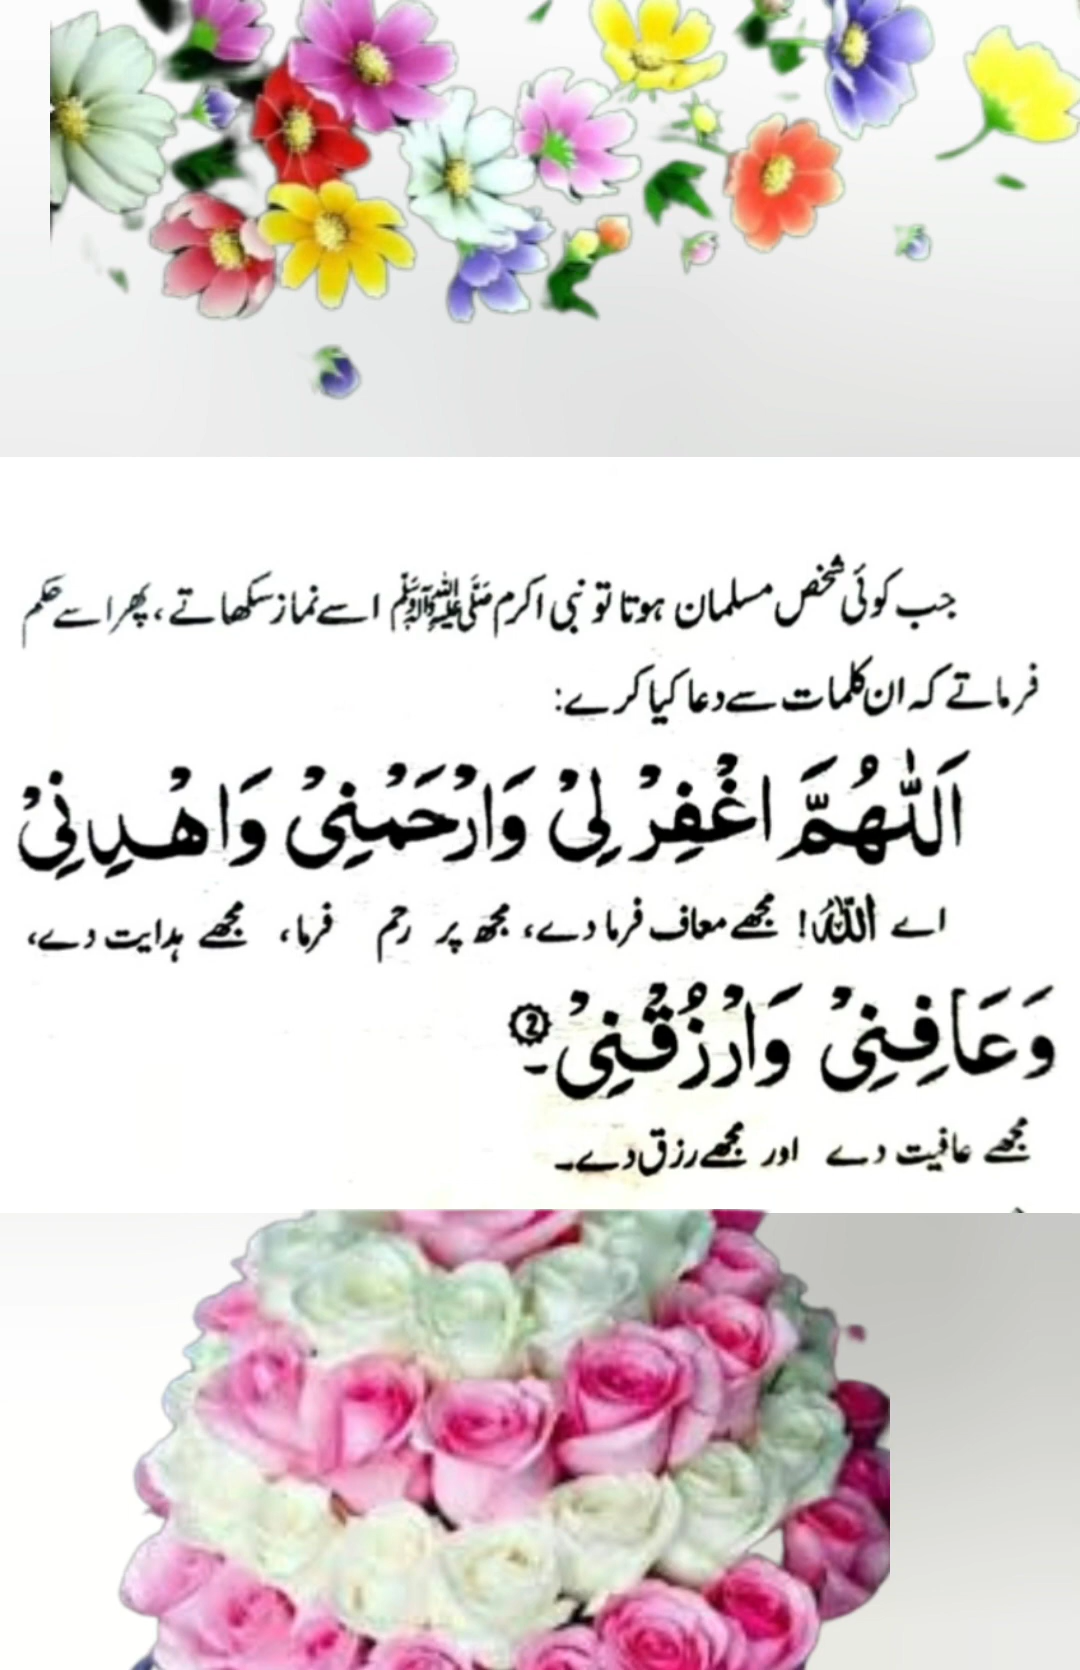 جب کوئی شخص مسلمان ہوتا تو نبی اکرم ﷺ اسے نماز سکھاتے، پھر اسے حکم
فرماتے کہ ان کلمات سے دعا کیا کرے:
اَللّٰهُمَّ اغْفِرْ لِیْ وَارْحَمْنِیْ وَاهْدِنِیْ
اے اللّٰہ! مجھے معاف فرما دے، مجھ پر رحم فرما، مجھے ہدایت دے،
وَعَافِنِیْ وَارْزُقْنِیْ۔ 2
مجھے عافیت دے اور مجھے رزق دے۔